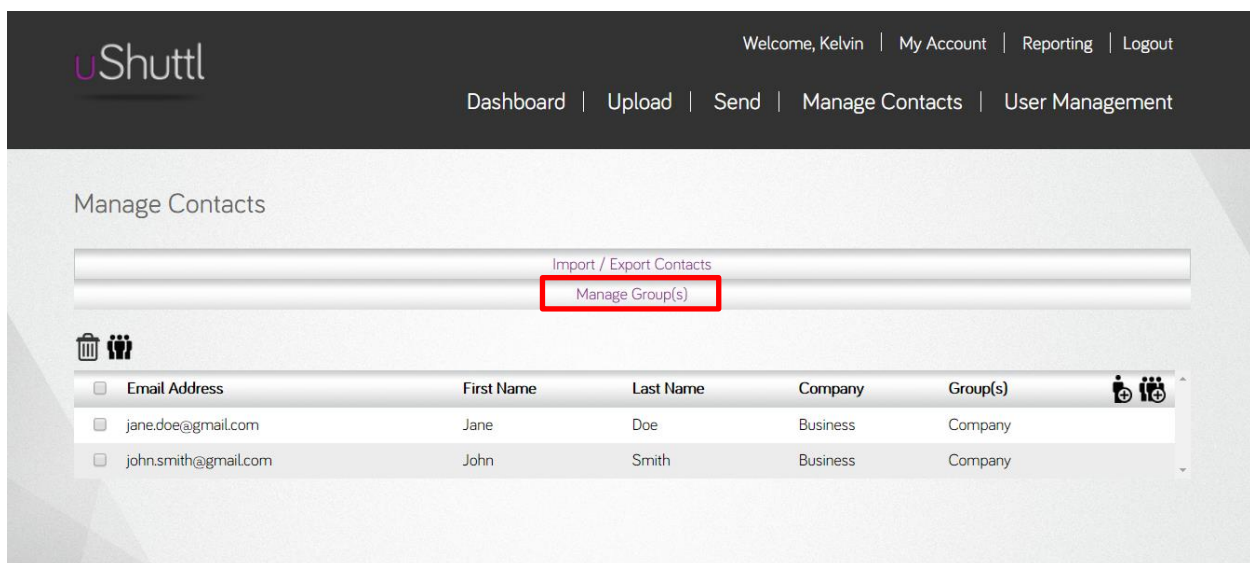 uShuttl
Welcome, Kelvin | My Account | Reporting | Logout
Dashboard | Upload | Send | Manage Contacts | User Management
Manage Contacts
Import / Export Contacts
Manage Group(s)
Email Address First Name Last Name Company Group(s)
jane.doe@gmail.com Jane Doe Business Company
john.smith@gmail.com John Smith Business Company